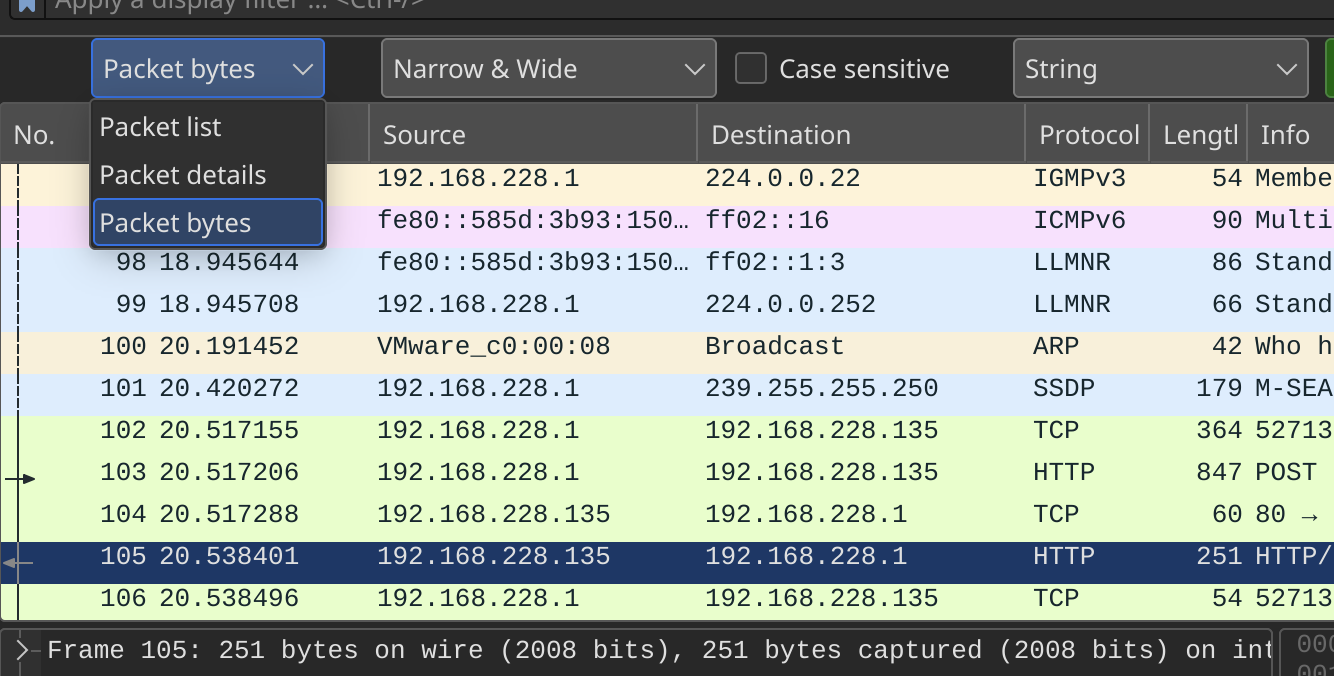 Apply a display filter ... <Ctrl-/>
Packet bytes Narrow & Wide Case sensitive String
Packet list
Packet details
Packet bytes
No. Source Destination Protocol Lengtl Info
192.168.228.1 224.0.0.22 IGMPv3 54 Membe
fe80::585d:3b93:150… ff02::16 ICMPv6 90 Multi
98 18.945644 fe80::585d:3b93:150… ff02::1:3 LLMNR 86 Stand
99 18.945708 192.168.228.1 224.0.0.252 LLMNR 66 Stand
100 20.191452 VMware_c0:00:08 Broadcast ARP 42 Who h
101 20.420272 192.168.228.1 239.255.255.250 SSDP 179 M-SEA
102 20.517155 192.168.228.1 192.168.228.135 TCP 364 52713
103 20.517206 192.168.228.1 192.168.228.135 HTTP 847 POST
104 20.517288 192.168.228.135 192.168.228.1 TCP 60 80 →
105 20.538401 192.168.228.135 192.168.228.1 HTTP 251 HTTP/
106 20.538496 192.168.228.1 192.168.228.135 TCP 54 52713
Frame 105: 251 bytes on wire (2008 bits), 251 bytes captured (2008 bits) on int